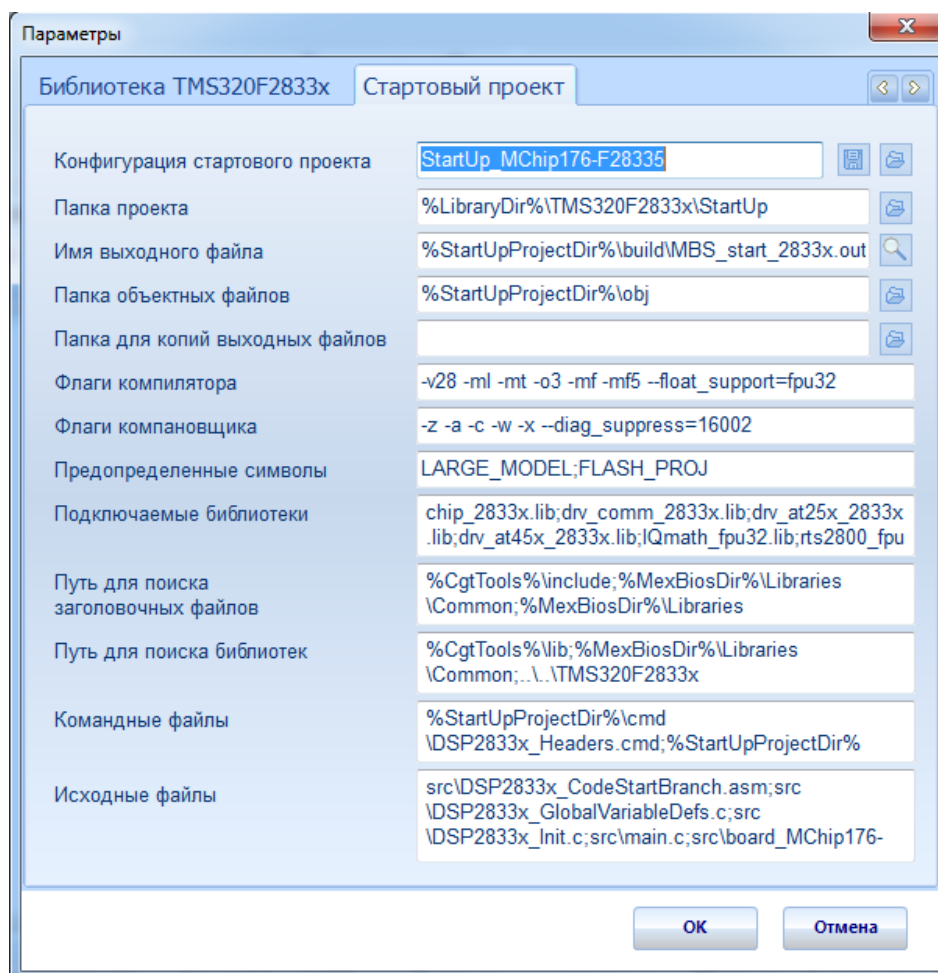 Параметры
Библиотека TMS320F2833x
Стартовый проект
Конфигурация стартового проекта
StartUp_MChip176-F28335
Папка проекта
%LibraryDir%\TMS320F2833x\StartUp
Имя выходного файла
%StartUpProjectDir%\build\MBS_start_2833x.out
Папка объектных файлов
%StartUpProjectDir%\obj
Папка для копий выходных файлов
Флаги компилятора
-v28 -ml -mt -o3 -mf -mf5 --float_support=fpu32
Флаги компановщика
-z -a -c -w -x --diag_suppress=16002
Предопределенные символы
LARGE_MODEL;FLASH_PROJ
Подключаемые библиотеки
chip_2833x.lib;drv_comm_2833x.lib;drv_at25x_2833x
.lib;drv_at45x_2833x.lib;IQmath_fpu32.lib;rts2800_fpu
Путь для поиска
заголовочных файлов
%CgtTools%\include;%MexBiosDir%\Libraries
\Common;%MexBiosDir%\Libraries
Путь для поиска библиотек
%CgtTools%\lib;%MexBiosDir%\Libraries
\Common;..\..\TMS320F2833x
Командные файлы
%StartUpProjectDir%\cmd
\DSP2833x_Headers.cmd;%StartUpProjectDir%
Исходные файлы
src\DSP2833x_CodeStartBranch.asm;src
\DSP2833x_GlobalVariableDefs.c;src
\DSP2833x_Init.c;src\main.c;src\board_MChip176-
ОК
Отмена